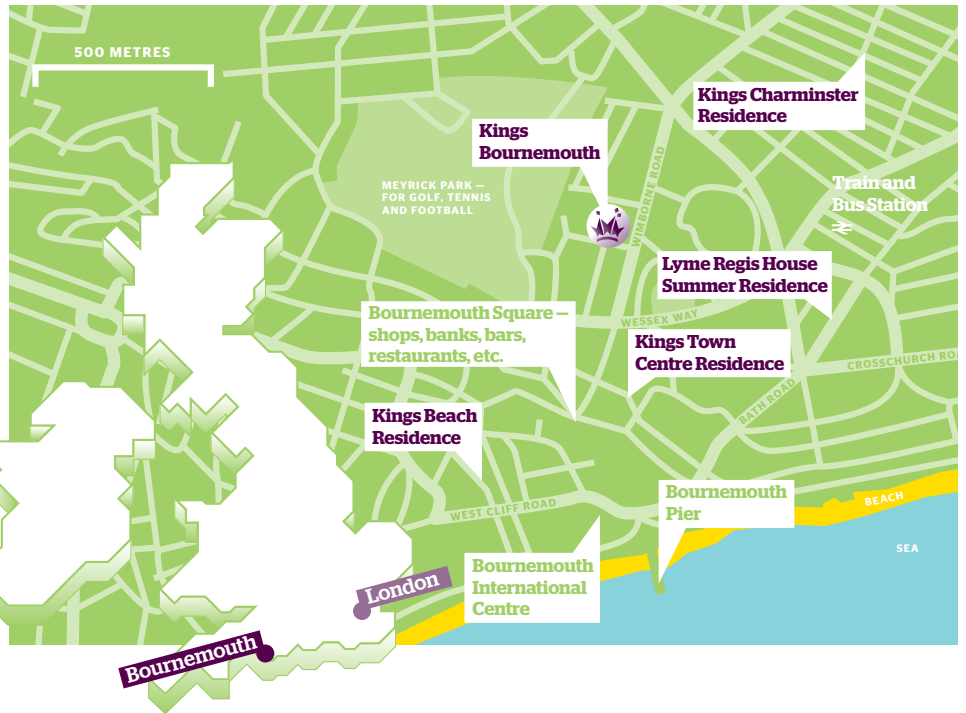 500 METRES
Kings Charminster
Residence
Kings
Bournemouth
WIMBORNE ROAD
MEYRICK PARK —
FOR GOLF, TENNIS
AND FOOTBALL
Train and
Bus Station
Lyme Regis House
Summer Residence
Bournemouth Square —
shops, banks, bars,
restaurants, etc.
WESSEX WAY
Kings Town
Centre Residence
CROSSCHURCH ROA
BATH ROAD
Kings Beach
Residence
WEST CLIFF ROAD
Bournemouth
Pier
BEACH
SEA
Bournemouth
International
Centre
London
Bournemouth